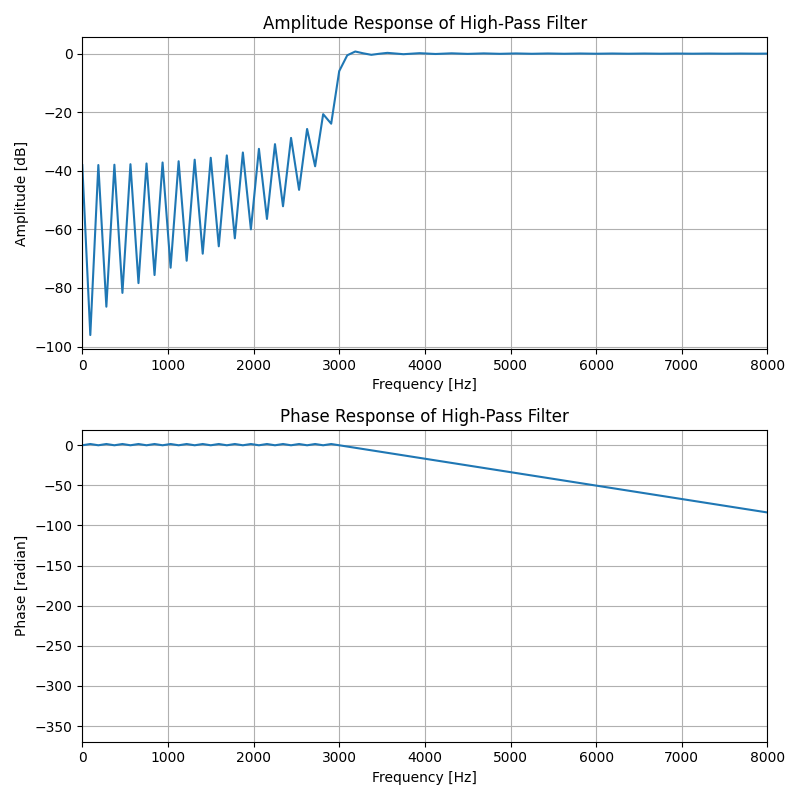 Amplitude Response of High-Pass Filter
0
−20
−40
−60
−80
−100
Amplitude [dB]
0 1000 2000 3000 4000 5000 6000 7000 8000
Frequency [Hz]
Phase Response of High-Pass Filter
0
−50
−100
−150
−200
−250
−300
−350
Phase [radian]
0 1000 2000 3000 4000 5000 6000 7000 8000
Frequency [Hz]